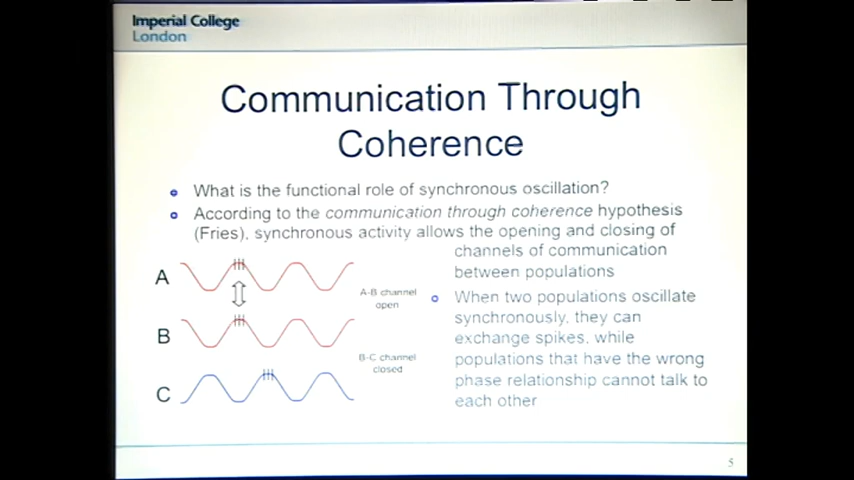 Imperial College
London
Communication Through
Coherence
What is the functional role of synchronous oscillation?
According to the communication through coherence hypothesis
(Fries), synchronous activity allows the opening and closing of
channels of communication
between populations
A
A-B channel
open
When two populations oscillate
synchronously, they can
exchange spikes, while
populations that have the wrong
phase relationship cannot talk to
each other
B
B-C channel
closed
C
5